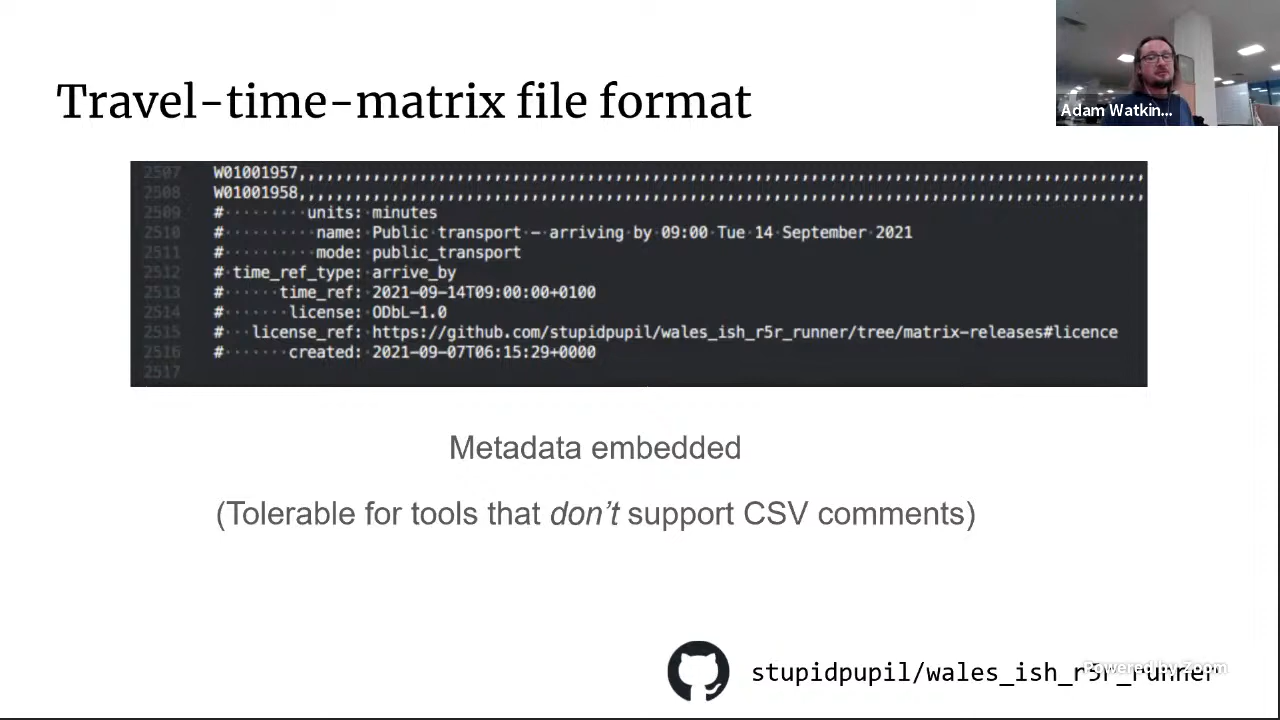 Travel-time-matrix file format
Adam Watkin...
2507 W01001957,,,,,,,,,,,,,,,,,,,,,,,,,,,,,,,,,,,,,,,,,,,,,,,,,,,,,,,,,,,,,,,,,,,,,,,,,,,,,,,,,,,,,,,,,,
2508 W01001958,,,,,,,,,,,,,,,,,,,,,,,,,,,,,,,,,,,,,,,,,,,,,,,,,,,,,,,,,,,,,,,,,,,,,,,,,,,,,,,,,,,,,,,,,,
2509 #·········units:·minutes
2510 #··········name:·Public·transport·-·arriving·by·09:00·Tue·14·September·2021
2511 #··········mode:·public_transport
2512 #·time_ref_type:·arrive_by
2513 #······time_ref:·2021-09-14T09:00:00+0100
2514 #·······license:·ODbL-1.0
2515 #···license_ref:·https://github.com/stupidpupil/wales_ish_r5r_runner/tree/matrix-releases#licence
2516 #·······created:·2021-09-07T06:15:29+0000
2517
Metadata embedded
(Tolerable for tools that don't support CSV comments)
stupidpupil/wales_ish_r5r_runner
Powered by Zoom